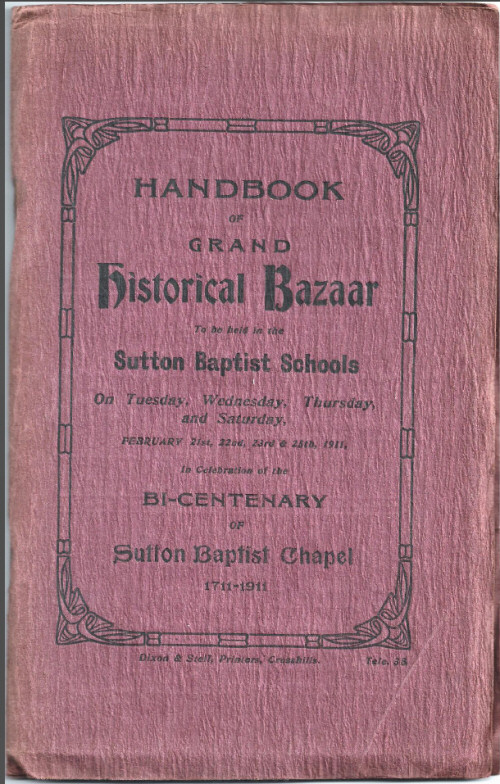 HANDBOOK
OF
GRAND
Historical Bazaar
To be held in the
Sutton Baptist Schools
On Tuesday, Wednesday, Thursday,
and Saturday,
FEBRUARY 21st, 22nd, 23rd & 25th, 1911,
In Celebration of the
BI-CENTENARY
OF
Sutton Baptist Chapel
1711-1911
Dixon & Stell, Printers, Crosshills. Tele. 35